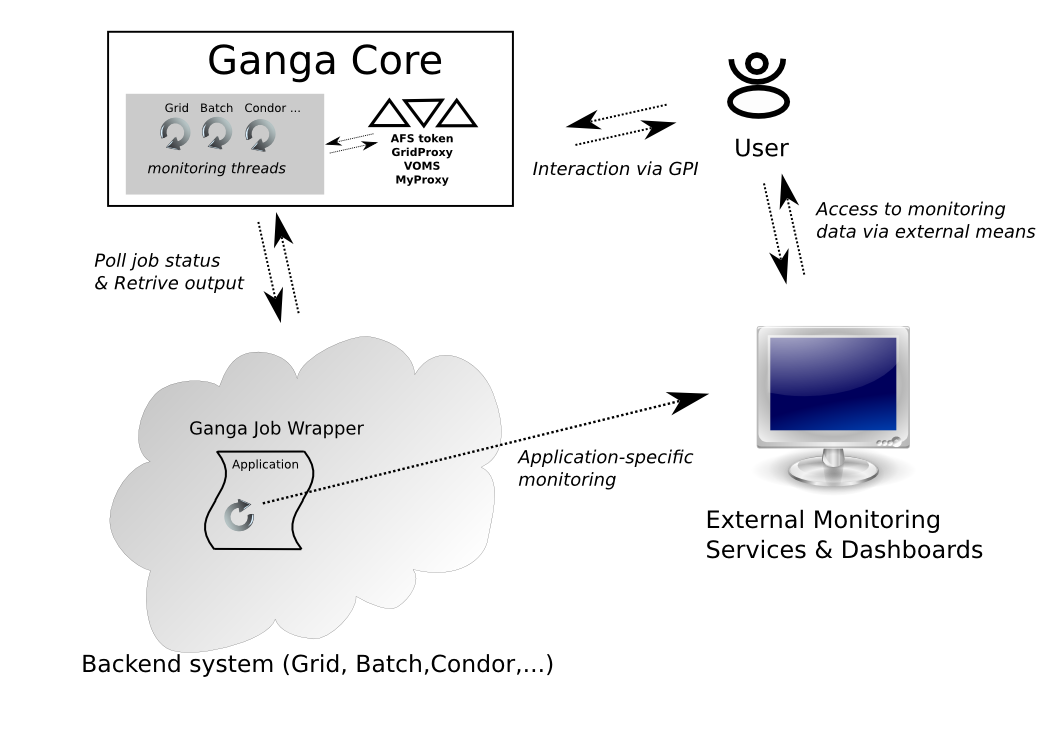 Ganga Core
Grid Batch Condor ...
monitoring threads
AFS token
GridProxy
VOMS
MyProxy
Interaction via GPI
User
Access to monitoring
data via external means
Poll job status
& Retrive output
Ganga Job Wrapper
Application
Application-specific
monitoring
External Monitoring
Services & Dashboards
Backend system (Grid, Batch,Condor,...)